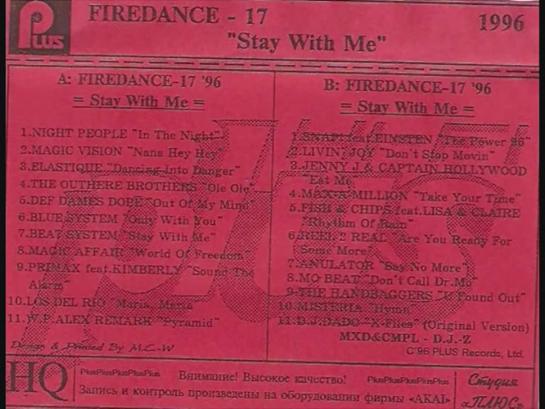 Plus
FIREDANCE - 17
1996
"Stay With Me"
A: FIREDANCE-17 '96
= Stay With Me =
1.NIGHT PEOPLE "In The Night"
2.MAGIC VISION "Nana Hey Hey"
3.ELASTIQUE "Dancing Into Danger"
4.THE OUTHERE BROTHERS "Ole Ole"
5.DEF DAMES DOPE "Out Of My Mind"
6.BLUE SYSTEM "Only With You"
7.BEAT SYSTEM "Stay With Me"
8.MAGIC AFFAIR "World Of Freedom"
9.PRIMAX feat.KIMBERLY "Sound The
Alarm"
10.LOS DEL RIO "Maria, Maria"
11.W.P.ALEX REMARK "Pyramid"
Design & Printed By M.L-W
B: FIREDANCE-17 '96
= Stay With Me =
1.SNAP! feat.EINSTEN "The Power 96"
2.LIVIN' JOY "Don't Stop Movin"
3.JENNY J & CAPTAIN HOLLYWOOD
"Eat Me"
4.MAX-A-MILLION "Take Your Time"
5.FISH & CHIPS feat.LISA & CLAIRE
"Rhythm Of Rain"
6.REEL 2 REAL "Are You Ready For
Some More"
7.ANULATOR "Say No More"
8.MO BEAT "Don't Call Dr.Mo"
9.THE HANDBAGGERS "U Found Out"
10.MISTERIA "Hymn"
11.D.J.DADO "X-Files" (Original Version)
MXD&CMPL - D.J.-Z
C'96 PLUS Records, Ltd.
HQ
PlusPlusPlusPlusPlus Внимание! Высокое качество! PlusPlusPlusPlusPlus
Запись и контроль произведены на оборудовании фирмы «AKAI»
Студия
«ПЛЮС»